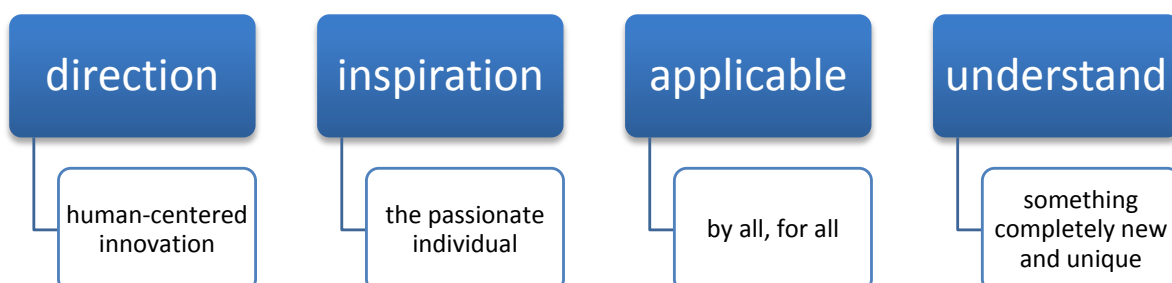 direction
inspiration
applicable
understand
human-centered
innovation
the passionate
individual
by all, for all
something
completely new
and unique